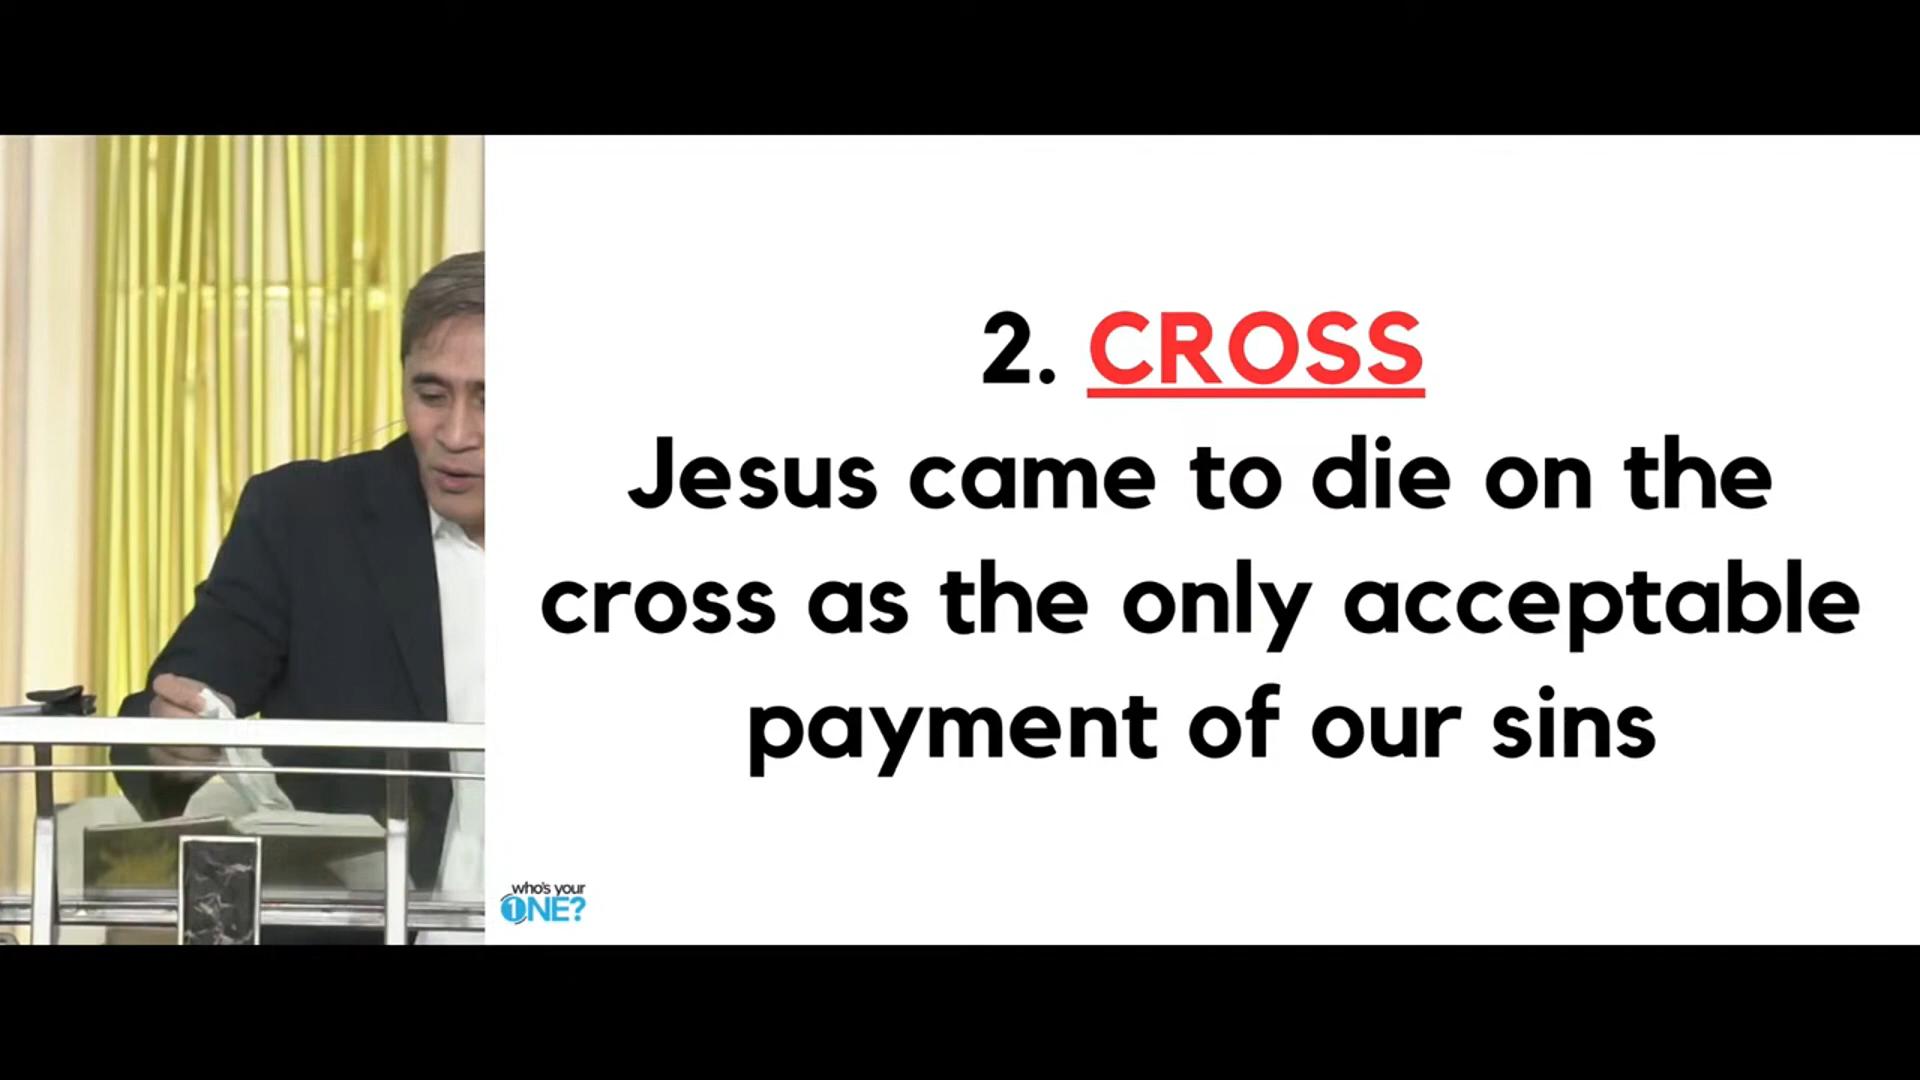 2. CROSS
Jesus came to die on the
cross as the only acceptable
payment of our sins
who's your
1NE?